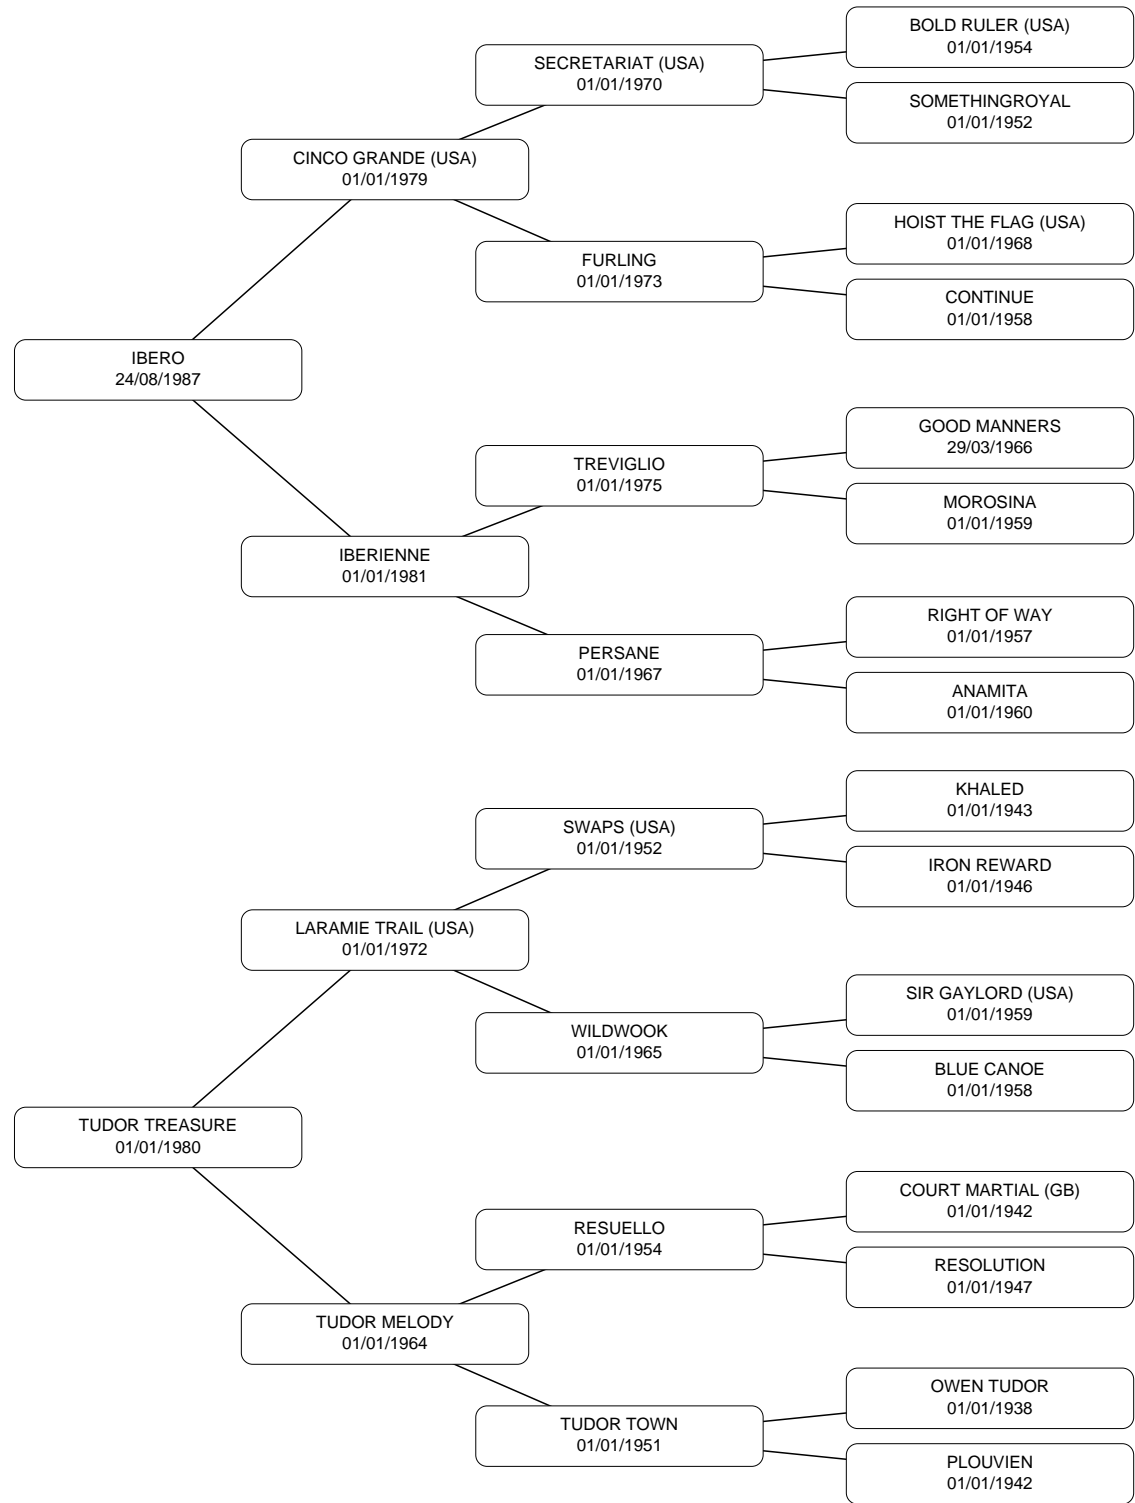 BOLD RULER (USA)
01/01/1954
SECRETARIAT (USA)
01/01/1970
SOMETHINGROYAL
01/01/1952
CINCO GRANDE (USA)
01/01/1979
HOIST THE FLAG (USA)
01/01/1968
FURLING
01/01/1973
CONTINUE
01/01/1958
IBERO
24/08/1987
GOOD MANNERS
29/03/1966
TREVIGLIO
01/01/1975
MOROSINA
01/01/1959
IBERIENNE
01/01/1981
RIGHT OF WAY
01/01/1957
PERSANE
01/01/1967
ANAMITA
01/01/1960
KHALED
01/01/1943
SWAPS (USA)
01/01/1952
IRON REWARD
01/01/1946
LARAMIE TRAIL (USA)
01/01/1972
SIR GAYLORD (USA)
01/01/1959
WILDWOOK
01/01/1965
BLUE CANOE
01/01/1958
TUDOR TREASURE
01/01/1980
COURT MARTIAL (GB)
01/01/1942
RESUELLO
01/01/1954
RESOLUTION
01/01/1947
TUDOR MELODY
01/01/1964
OWEN TUDOR
01/01/1938
TUDOR TOWN
01/01/1951
PLOUVIEN
01/01/1942